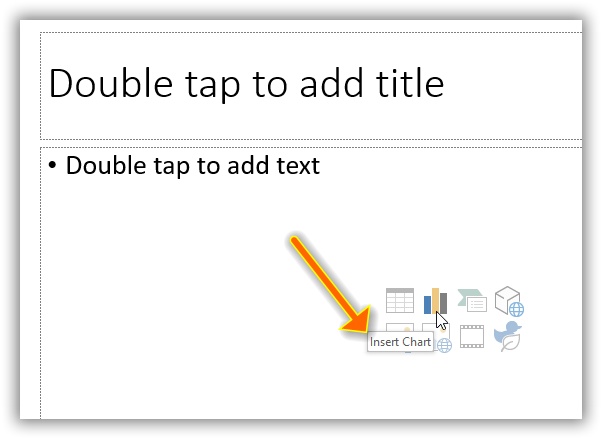 Double tap to add title
• Double tap to add text
Insert Chart